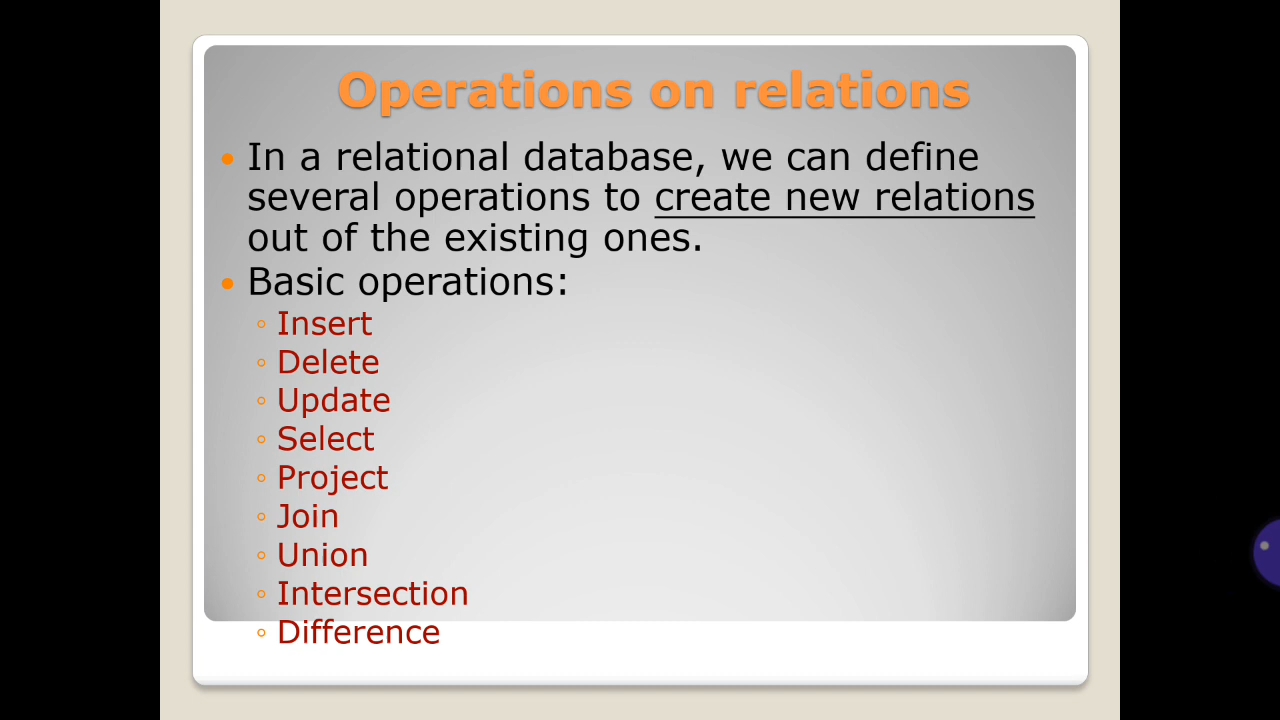 Operations on relations
• In a relational database, we can define
several operations to create new relations
out of the existing ones.
• Basic operations:
◦ Insert
◦ Delete
◦ Update
◦ Select
◦ Project
◦ Join
◦ Union
◦ Intersection
◦ Difference